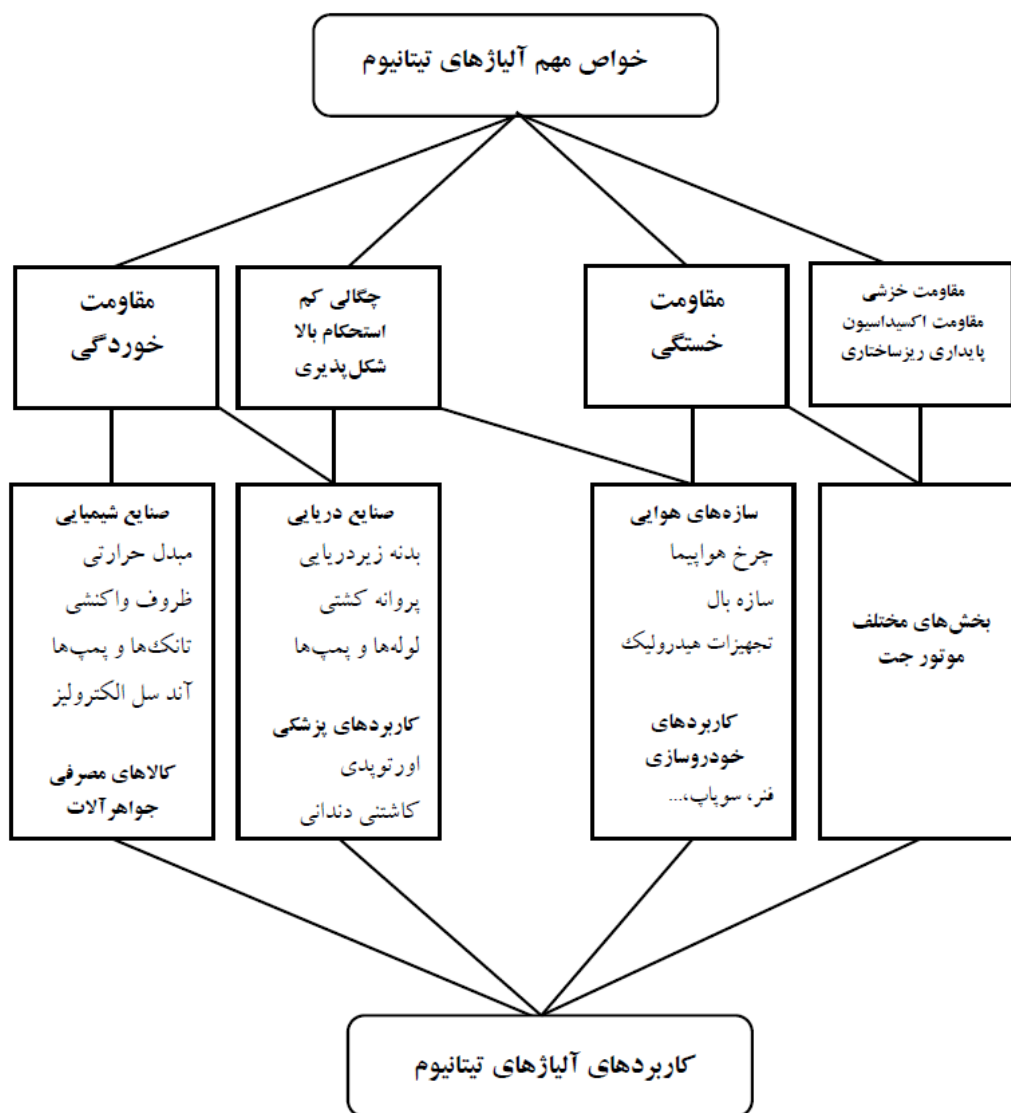 خواص مهم آلیاژهای تیتانیوم
مقاومت خزشی
مقاومت اکسیداسیون
پایداری ریزساختاری
مقاومت
خستگی
چگالی کم
استحکام بالا
شکل‌پذیری
مقاومت
خوردگی
بخش‌های مختلف
موتور جت
سازه‌های هوایی
چرخ هواپیما
سازه بال
تجهیزات هیدرولیک
کاربردهای
خودروسازی
فنر، سوپاپ،...
صنایع دریایی
بدنه زیردریایی
پروانه کشتی
لوله‌ها و پمپ‌ها
کاربردهای پزشکی
اورتوپدی
کاشتنی دندانی
صنایع شیمیایی
مبدل حرارتی
ظروف واکنشی
تانک‌ها و پمپ‌ها
آند سل الکترولیز
کالاهای مصرفی
جواهرآلات
کاربردهای آلیاژهای تیتانیوم